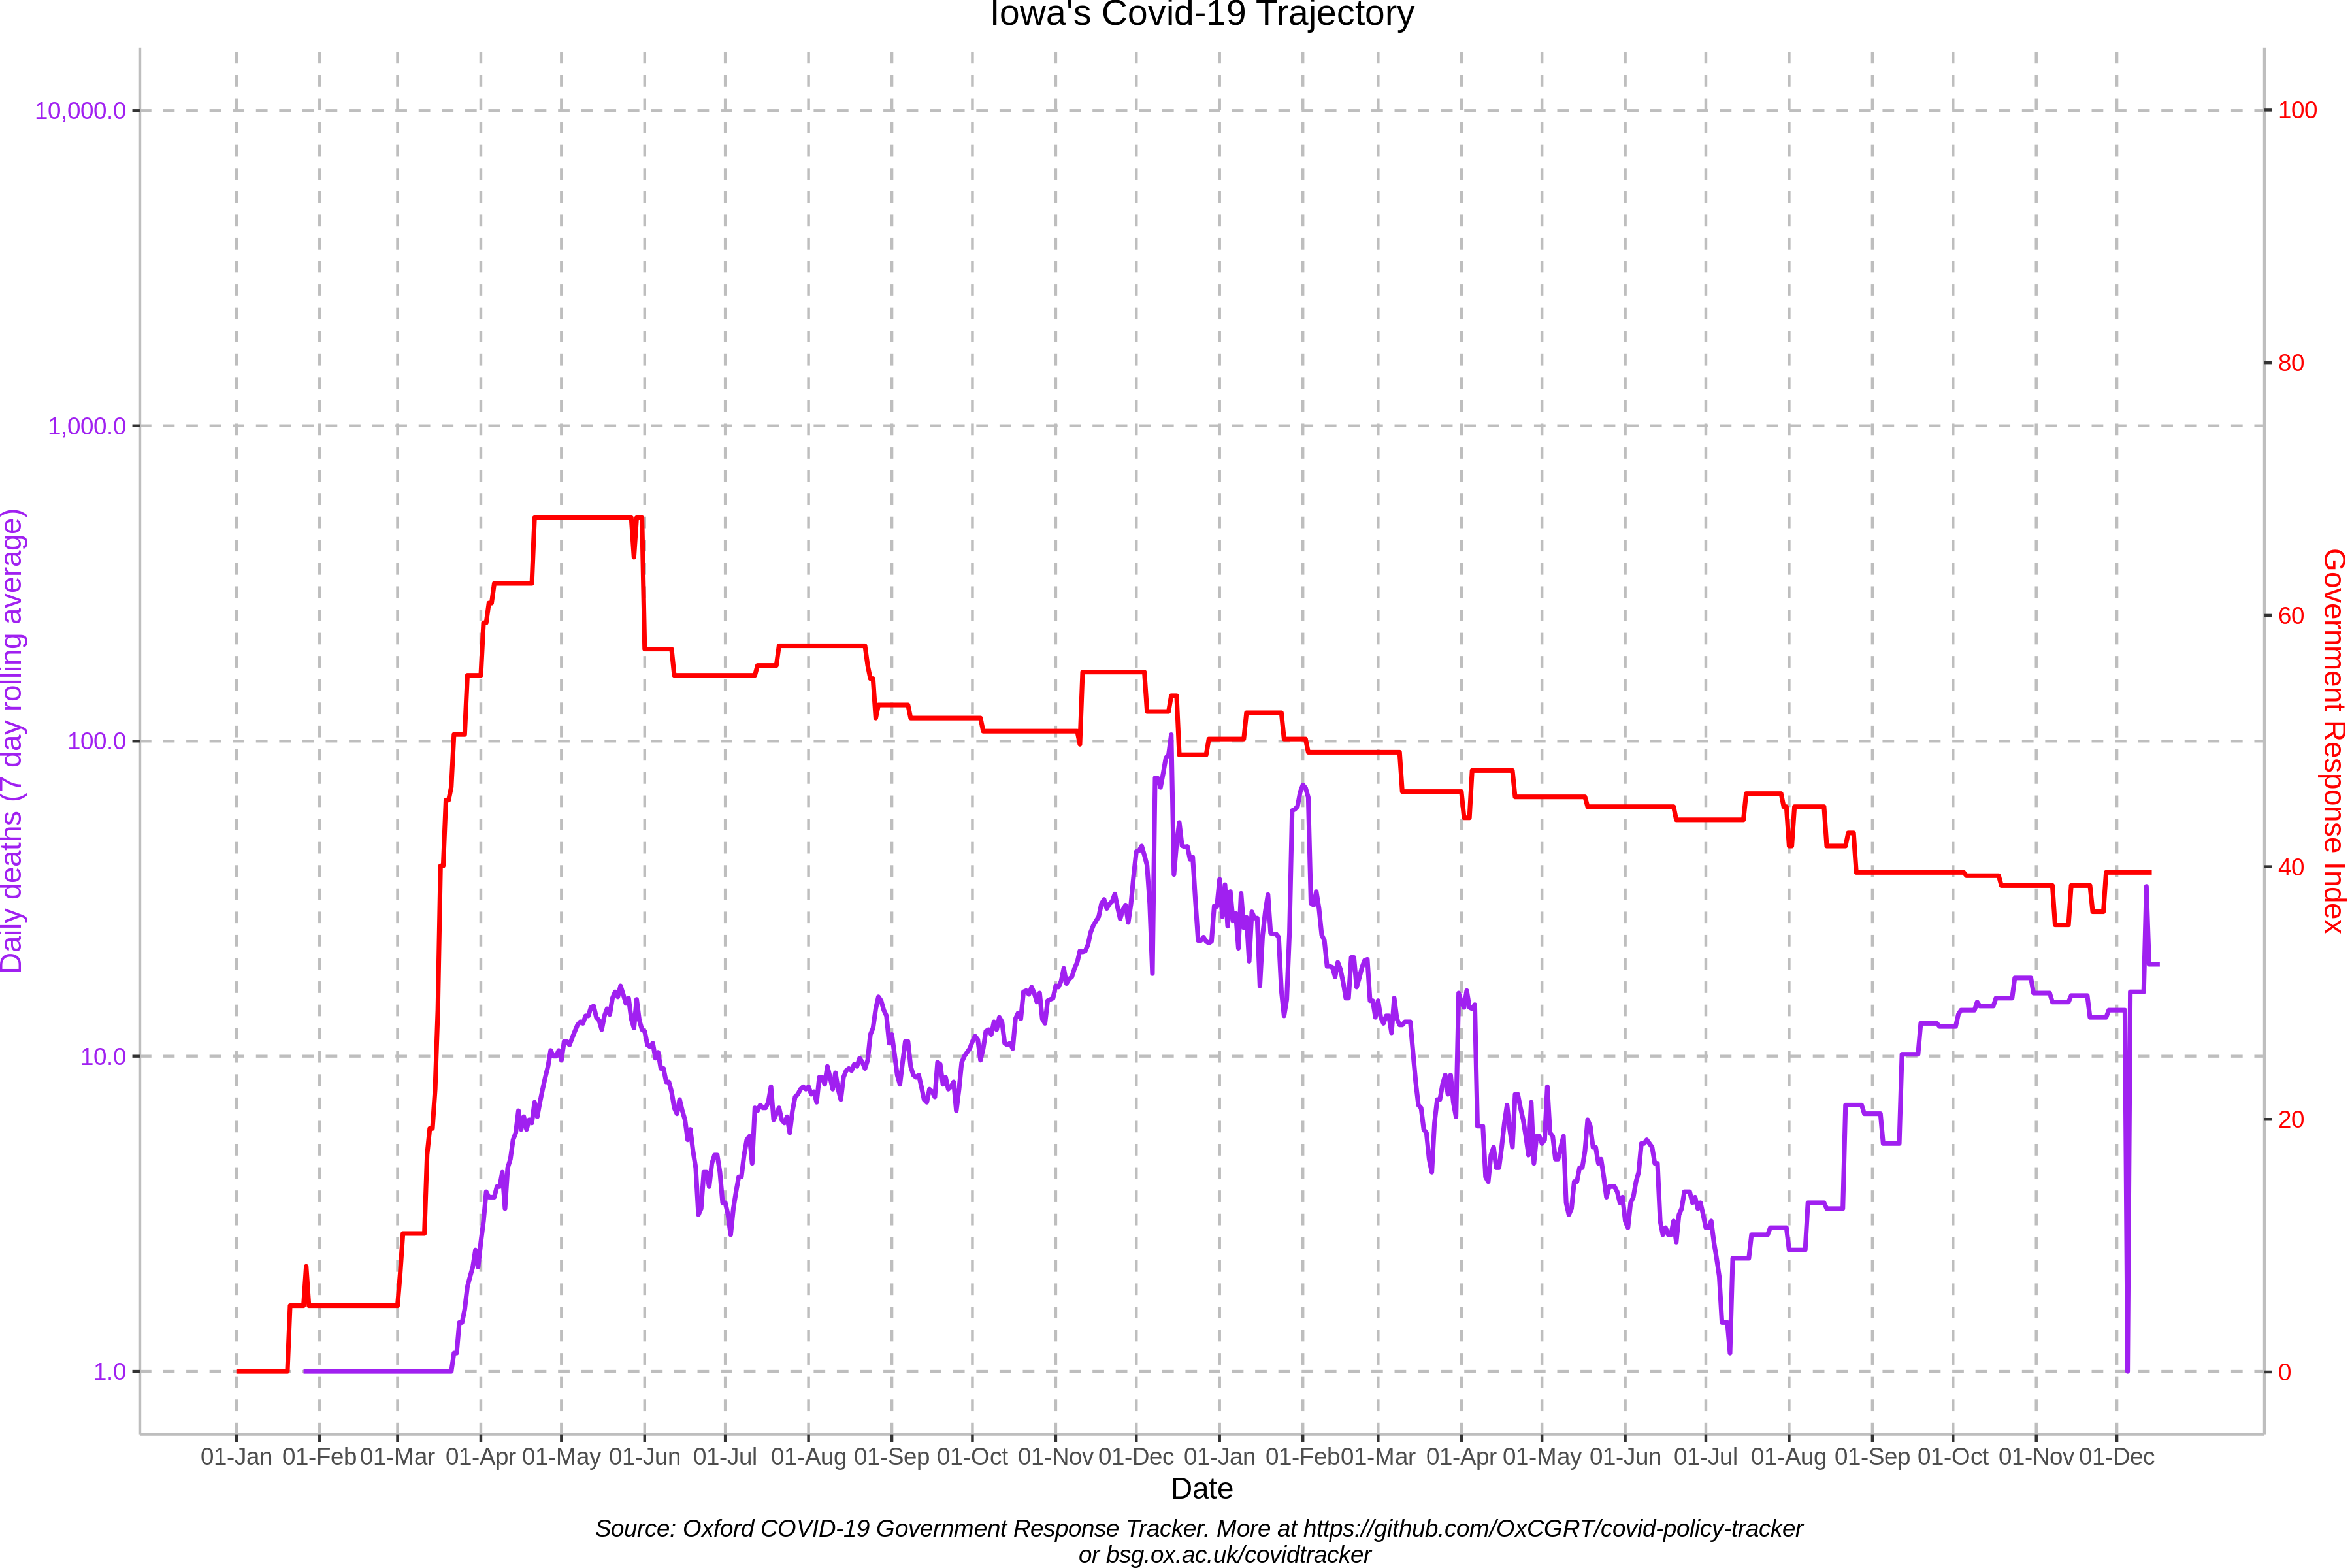 Iowa's Covid-19 Trajectory
Daily deaths (7 day rolling average)
10,000.0
1,000.0
100.0
10.0
1.0
100
80
60
40
20
0
Government Response Index
01-Jan 01-Feb 01-Mar 01-Apr 01-May 01-Jun 01-Jul 01-Aug 01-Sep 01-Oct 01-Nov 01-Dec 01-Jan 01-Feb 01-Mar 01-Apr 01-May 01-Jun 01-Jul 01-Aug 01-Sep 01-Oct 01-Nov 01-Dec
Date
Source: Oxford COVID-19 Government Response Tracker. More at https://github.com/OxCGRT/covid-policy-tracker
or bsg.ox.ac.uk/covidtracker